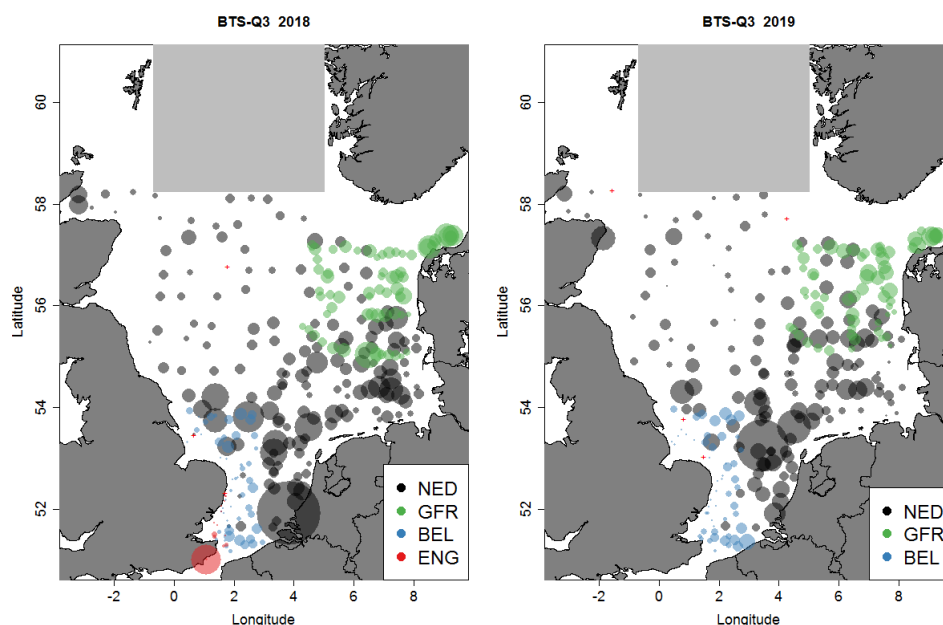 BTS-Q3 2018
Latitude
60
58
56
54
52
-2 0 2 4 6 8
Longitude
NED
GFR
BEL
ENG
BTS-Q3 2019
Latitude
60
58
56
54
52
-2 0 2 4 6 8
Longitude
NED
GFR
BEL